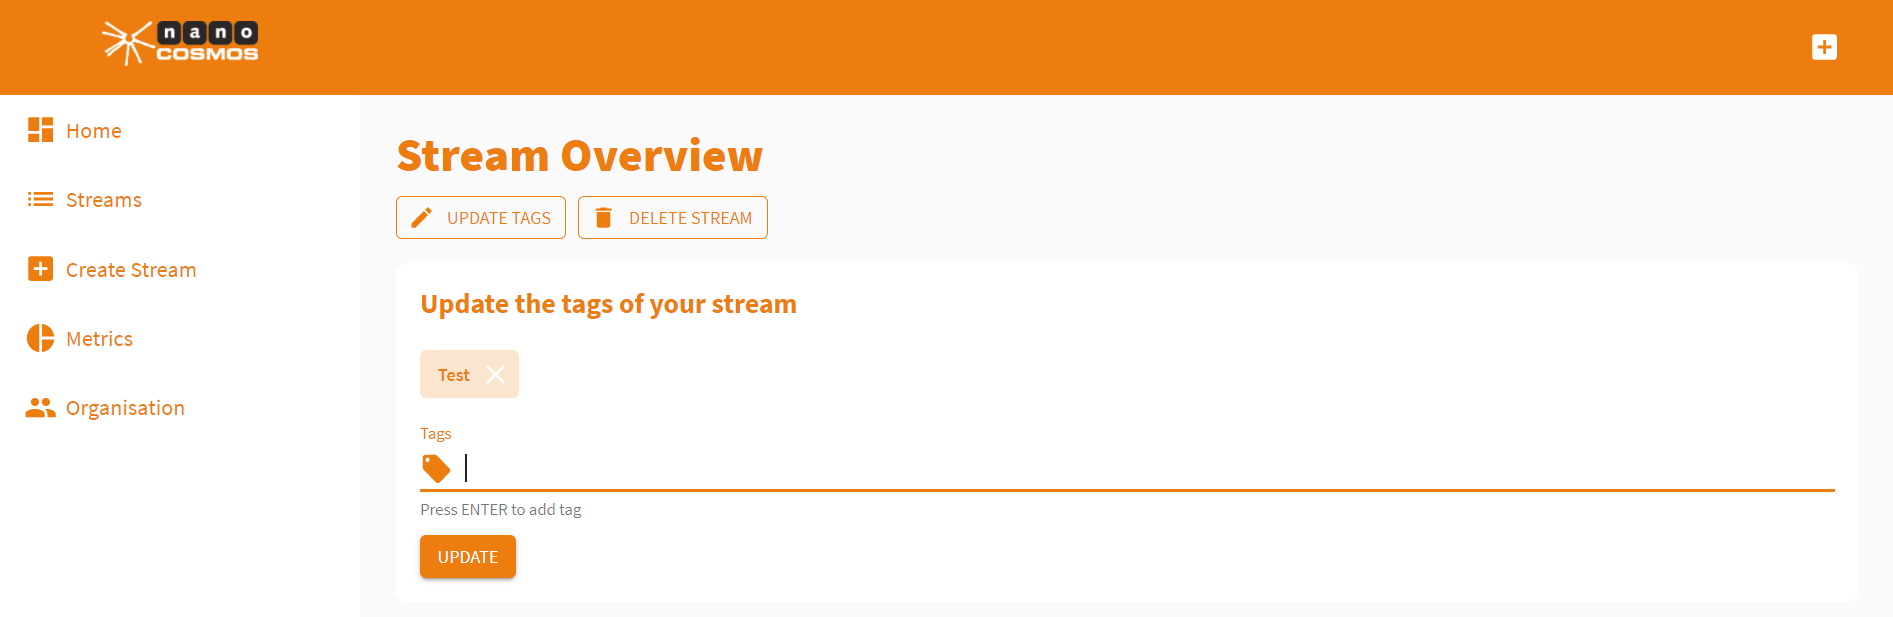 nano
COSMOS
Home
Streams
Create Stream
Metrics
Organisation
Stream Overview
UPDATE TAGS
DELETE STREAM
Update the tags of your stream
Test
Tags
Press ENTER to add tag
UPDATE